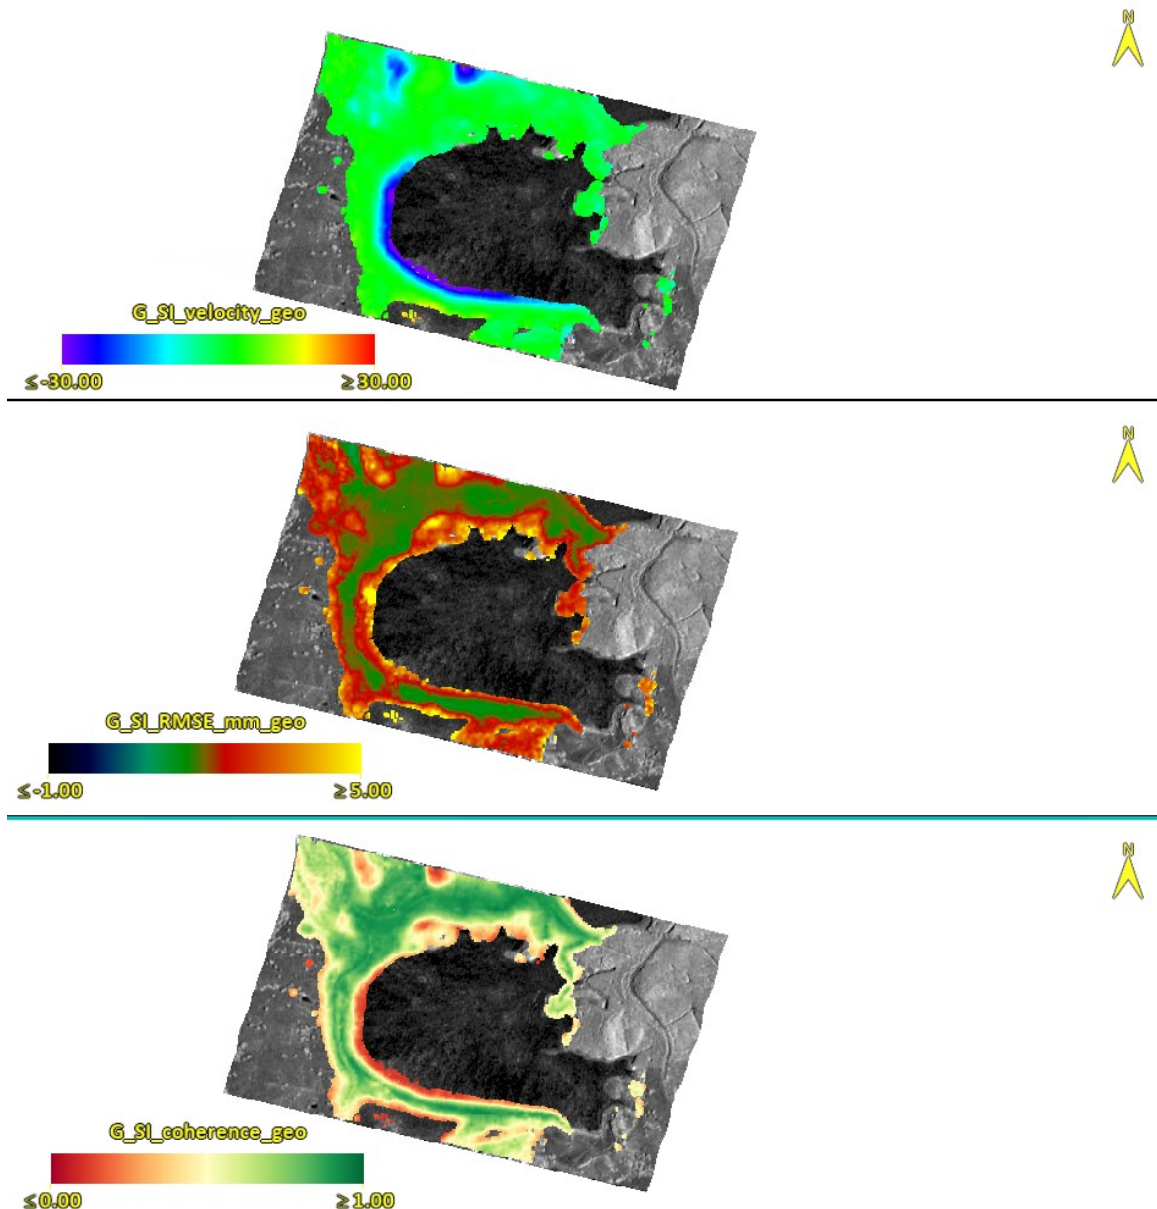 N
G_SI_velocity_geo
≤-30.00 ≥30.00
N
G_SI_RMSE_mm_geo
≤-1.00 ≥5.00
N
G_SI_coherence_geo
≤0.00 ≥1.00